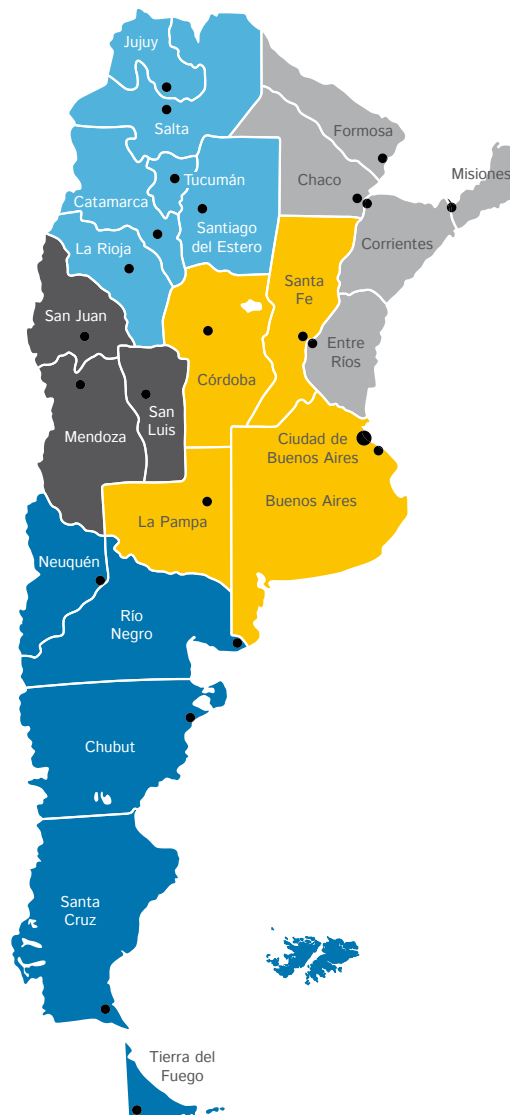 Jujuy
Salta
Formosa
Chaco
Misiones
Tucumán
Catamarca
Santiago
del Estero
Corrientes
La Rioja
Santa
Fe
San Juan
Entre
Ríos
Córdoba
San
Luis
Mendoza
Ciudad de
Buenos Aires
Buenos Aires
La Pampa
Neuquén
Río
Negro
Chubut
Santa
Cruz
Tierra del
Fuego